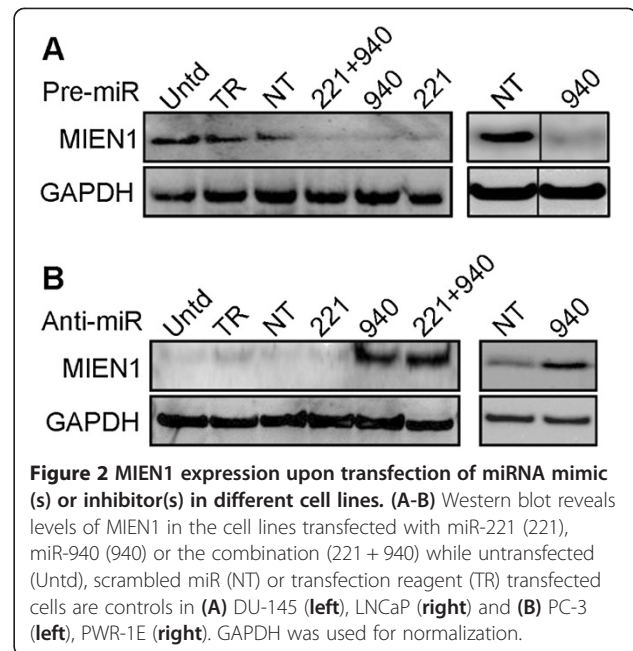 A
Pre-miR Untd TR NT 221+940 940 221 NT 940
MIEN1
GAPDH
B
Anti-miR Untd TR NT 221 940 221+940 NT 940
MIEN1
GAPDH
Figure 2 MIEN1 expression upon transfection of miRNA mimic
(s) or inhibitor(s) in different cell lines. (A-B) Western blot reveals
levels of MIEN1 in the cell lines transfected with miR-221 (221),
miR-940 (940) or the combination (221 + 940) while untransfected
(Untd), scrambled miR (NT) or transfection reagent (TR) transfected
cells are controls in (A) DU-145 (left), LNCaP (right) and (B) PC-3
(left), PWR-1E (right). GAPDH was used for normalization.